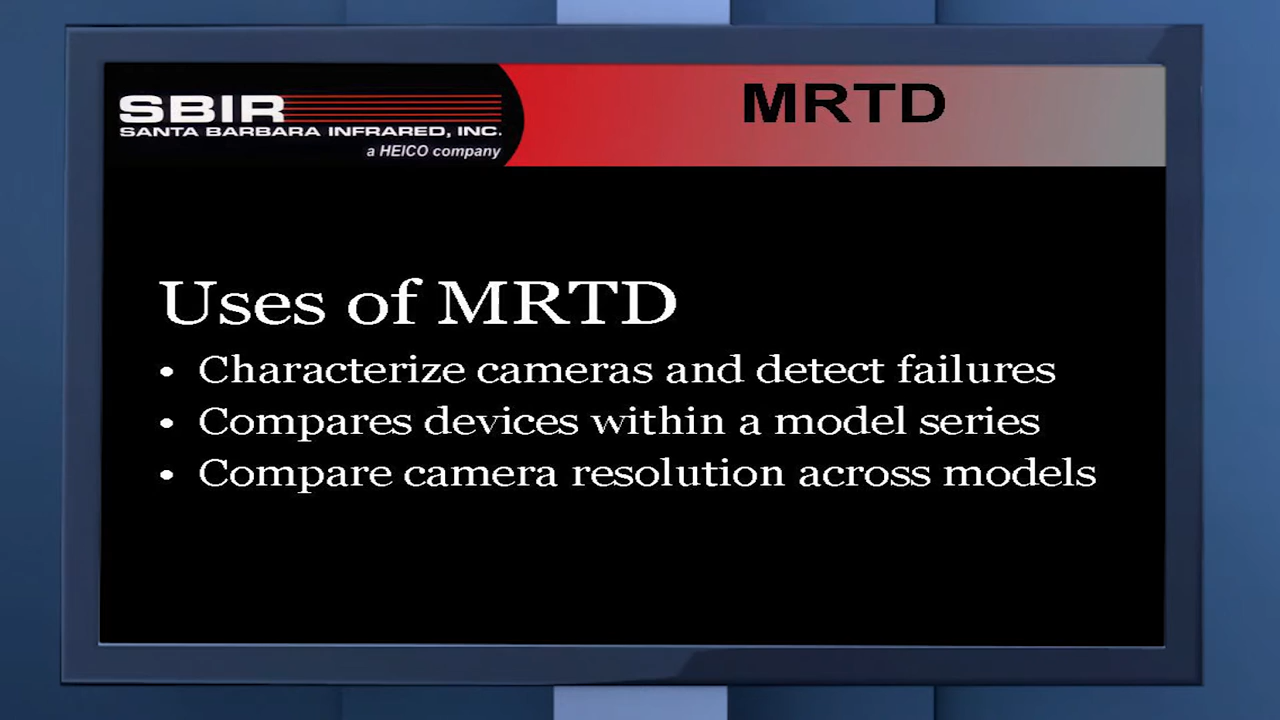 SBIR
SANTA BARBARA INFRARED, INC.
a HEICO company
MRTD
Uses of MRTD
• Characterize cameras and detect failures
• Compares devices within a model series
• Compare camera resolution across models